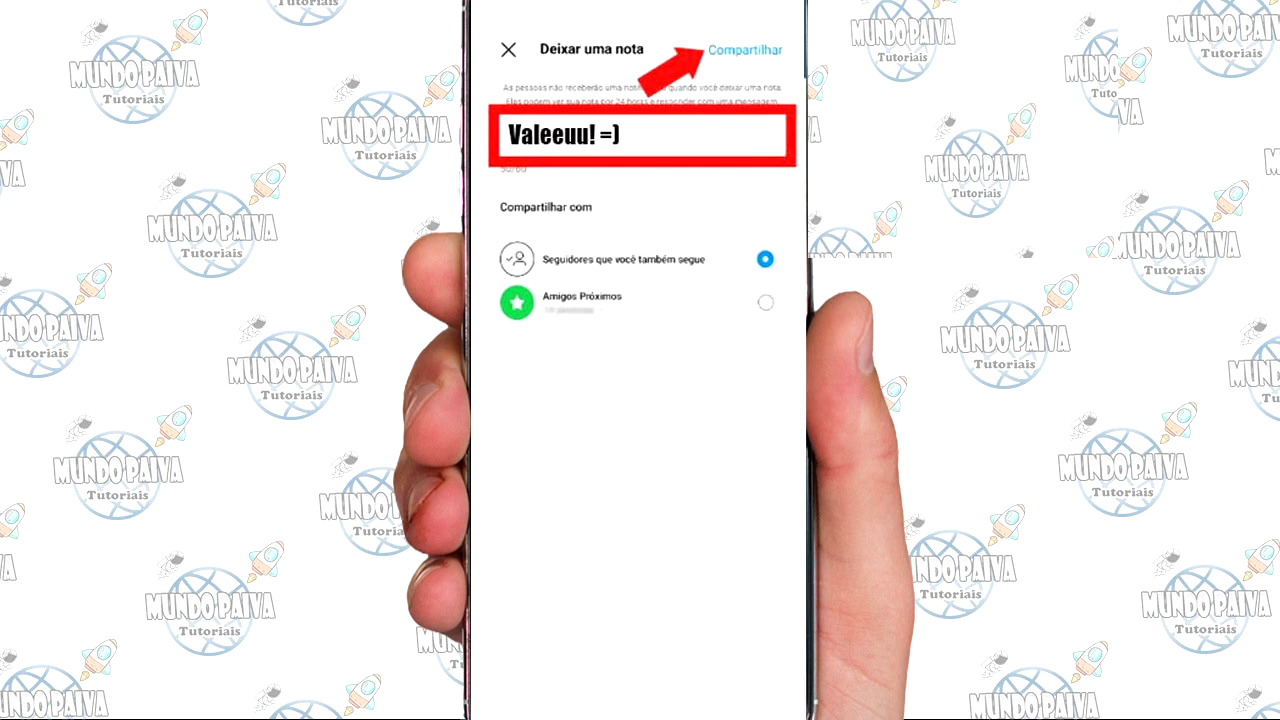 Deixar uma nota
Compartilhar
As pessoas não receberão uma quando você deixar uma nota.
Elas podem ver sua nota por 24 horas e responder com uma mensagem.
Valeeuu! =)
Compartilhar com
Seguidores que você também segue
Amigos Próximos
MUNDO PAIVA
Tutoriais